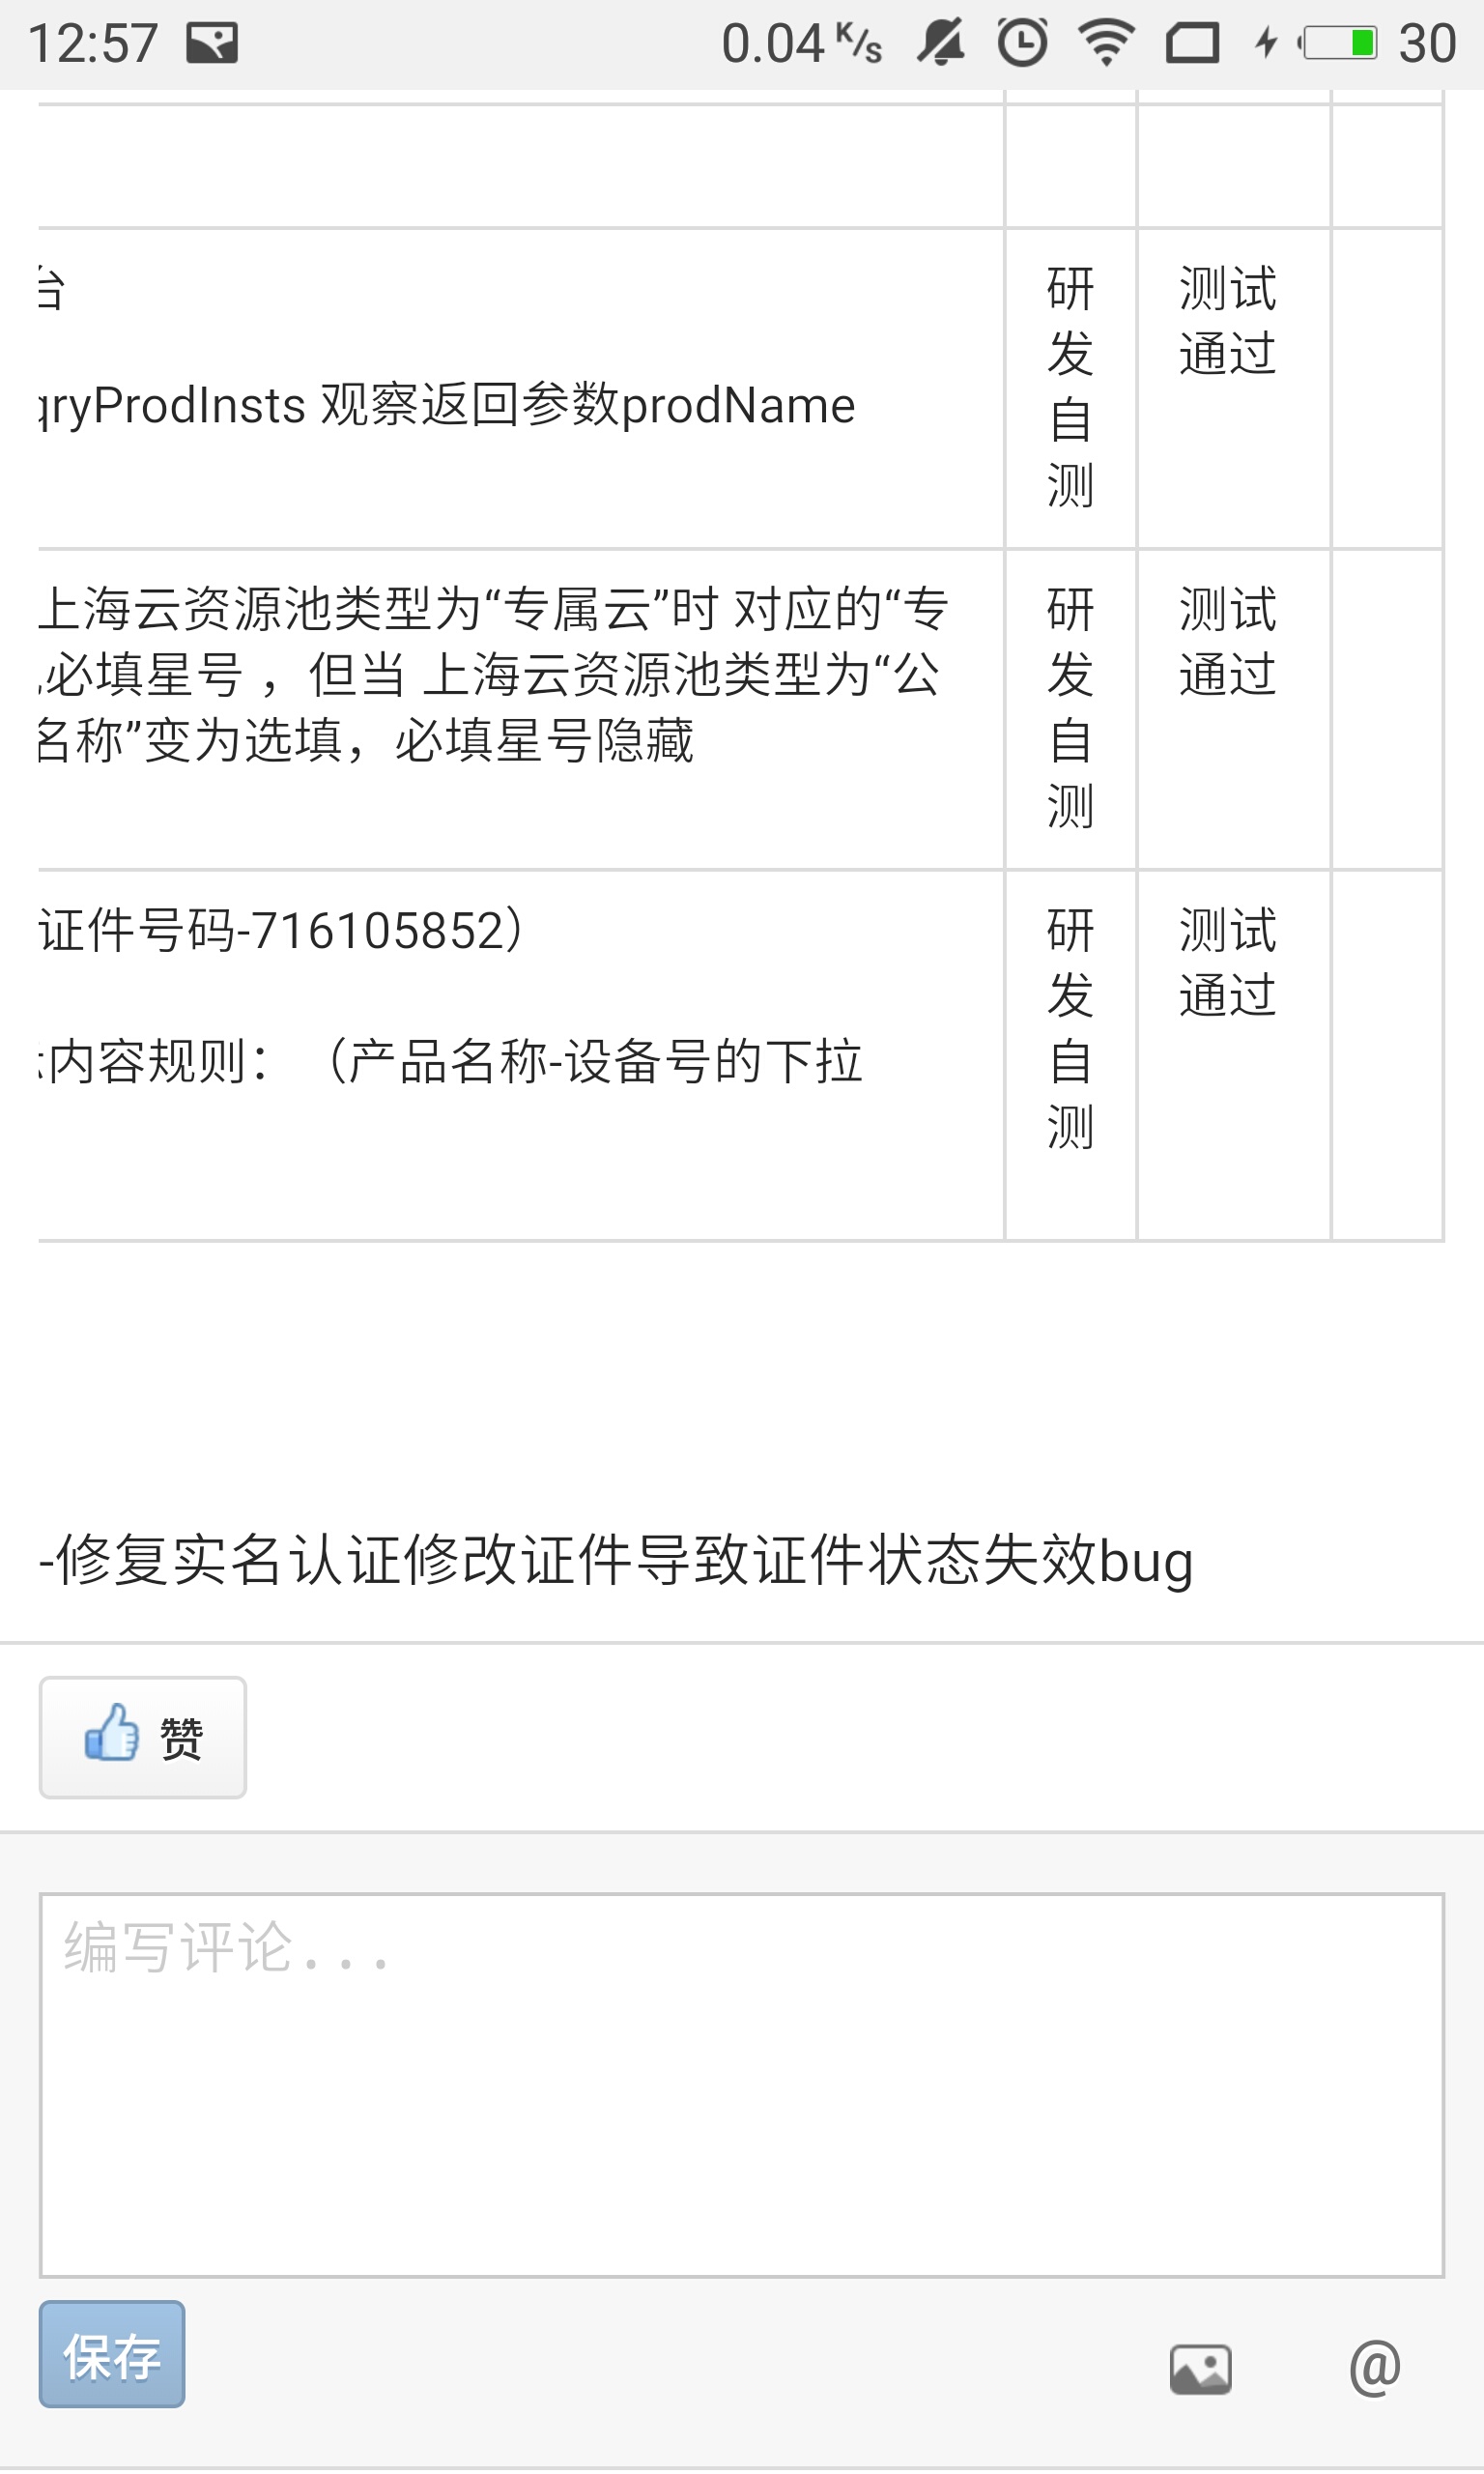 12:57 0.04 K/s 30
台
qryProdInsts 观察返回参数prodName
研
发
自
测
测试
通过
上海云资源池类型为“专属云”时 对应的“专
必填星号 ，但当 上海云资源池类型为“公
名称”变为选填，必填星号隐藏
研
发
自
测
测试
通过
证件号码-716105852）
内容规则：（产品名称-设备号的下拉
研
发
自
测
测试
通过
-修复实名认证修改证件导致证件状态失效bug
赞
编写评论...
保存
@